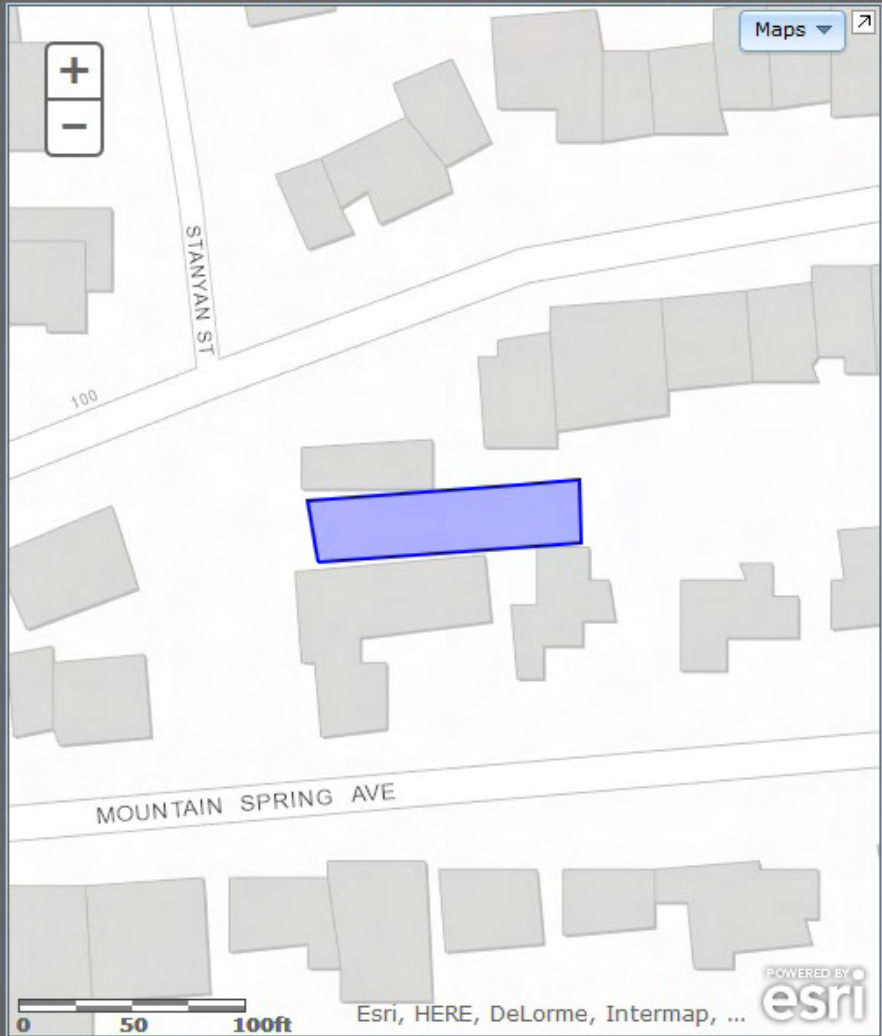 Maps
+
−
STANYAN ST
100
MOUNTAIN SPRING AVE
0 50 100ft
Esri, HERE, DeLorme, Intermap, ...
POWERED BY
esri